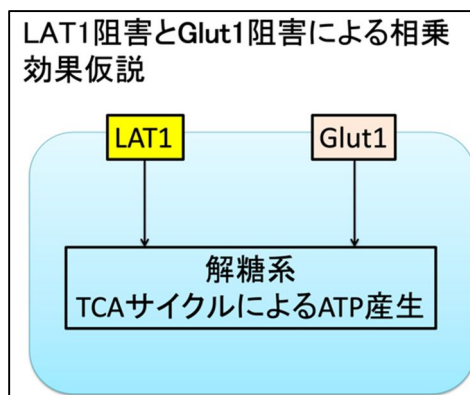 LAT1阻害とGlut1阻害による相乗
効果仮説
LAT1
Glut1
解糖系
TCAサイクルによるATP産生